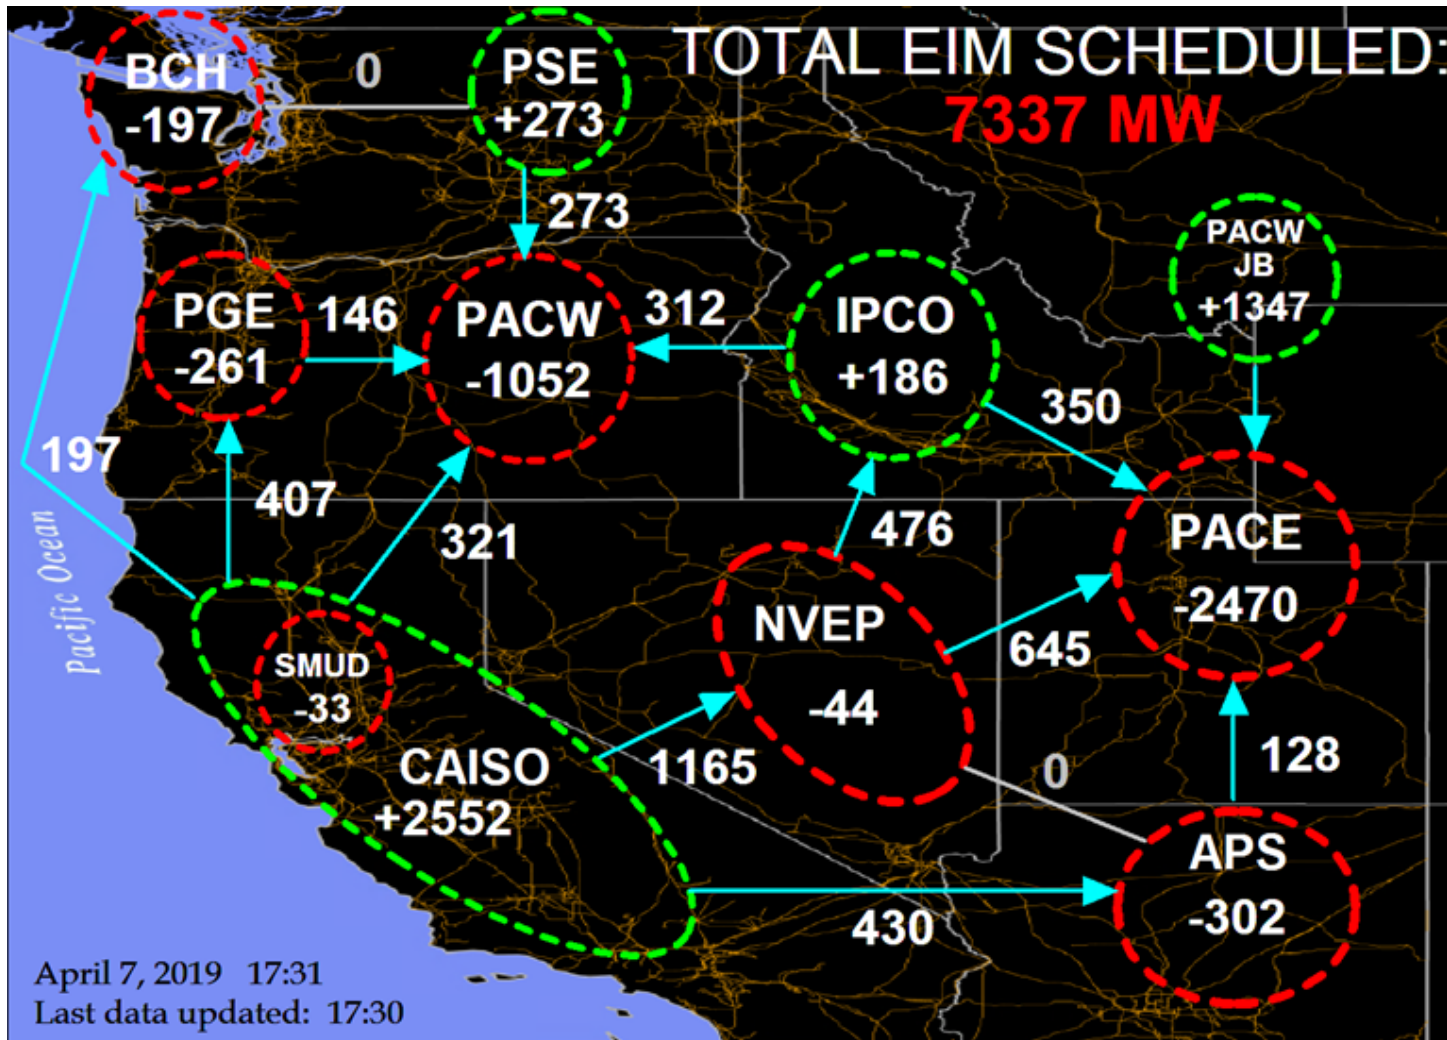 TOTAL EIM SCHEDULED:
7337 MW
BCH
-197
0
PSE
+273
273
PACW
JB
+1347
PGE
-261
146
PACW
-1052
312
IPCO
+186
350
197
407
321
476
PACE
-2470
Pacific Ocean
NVEP
-44
645
SMUD
-33
CAISO
+2552
1165
0
128
APS
-302
430
April 7, 2019 17:31
Last data updated: 17:30